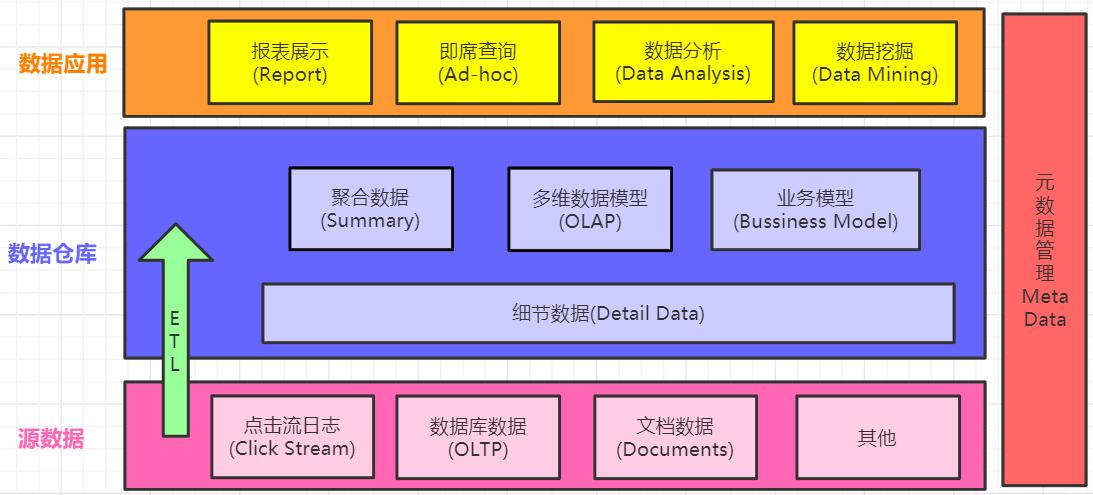 数据应用
报表展示
(Report)
即席查询
(Ad-hoc)
数据分析
(Data Analysis)
数据挖掘
(Data Mining)
数据仓库
聚合数据
(Summary)
多维数据模型
(OLAP)
业务模型
(Bussiness Model)
细节数据(Detail Data)
E
T
L
源数据
点击流日志
(Click Stream)
数据库数据
(OLTP)
文档数据
(Documents)
其他
元
数
据
管
理
Meta
Data